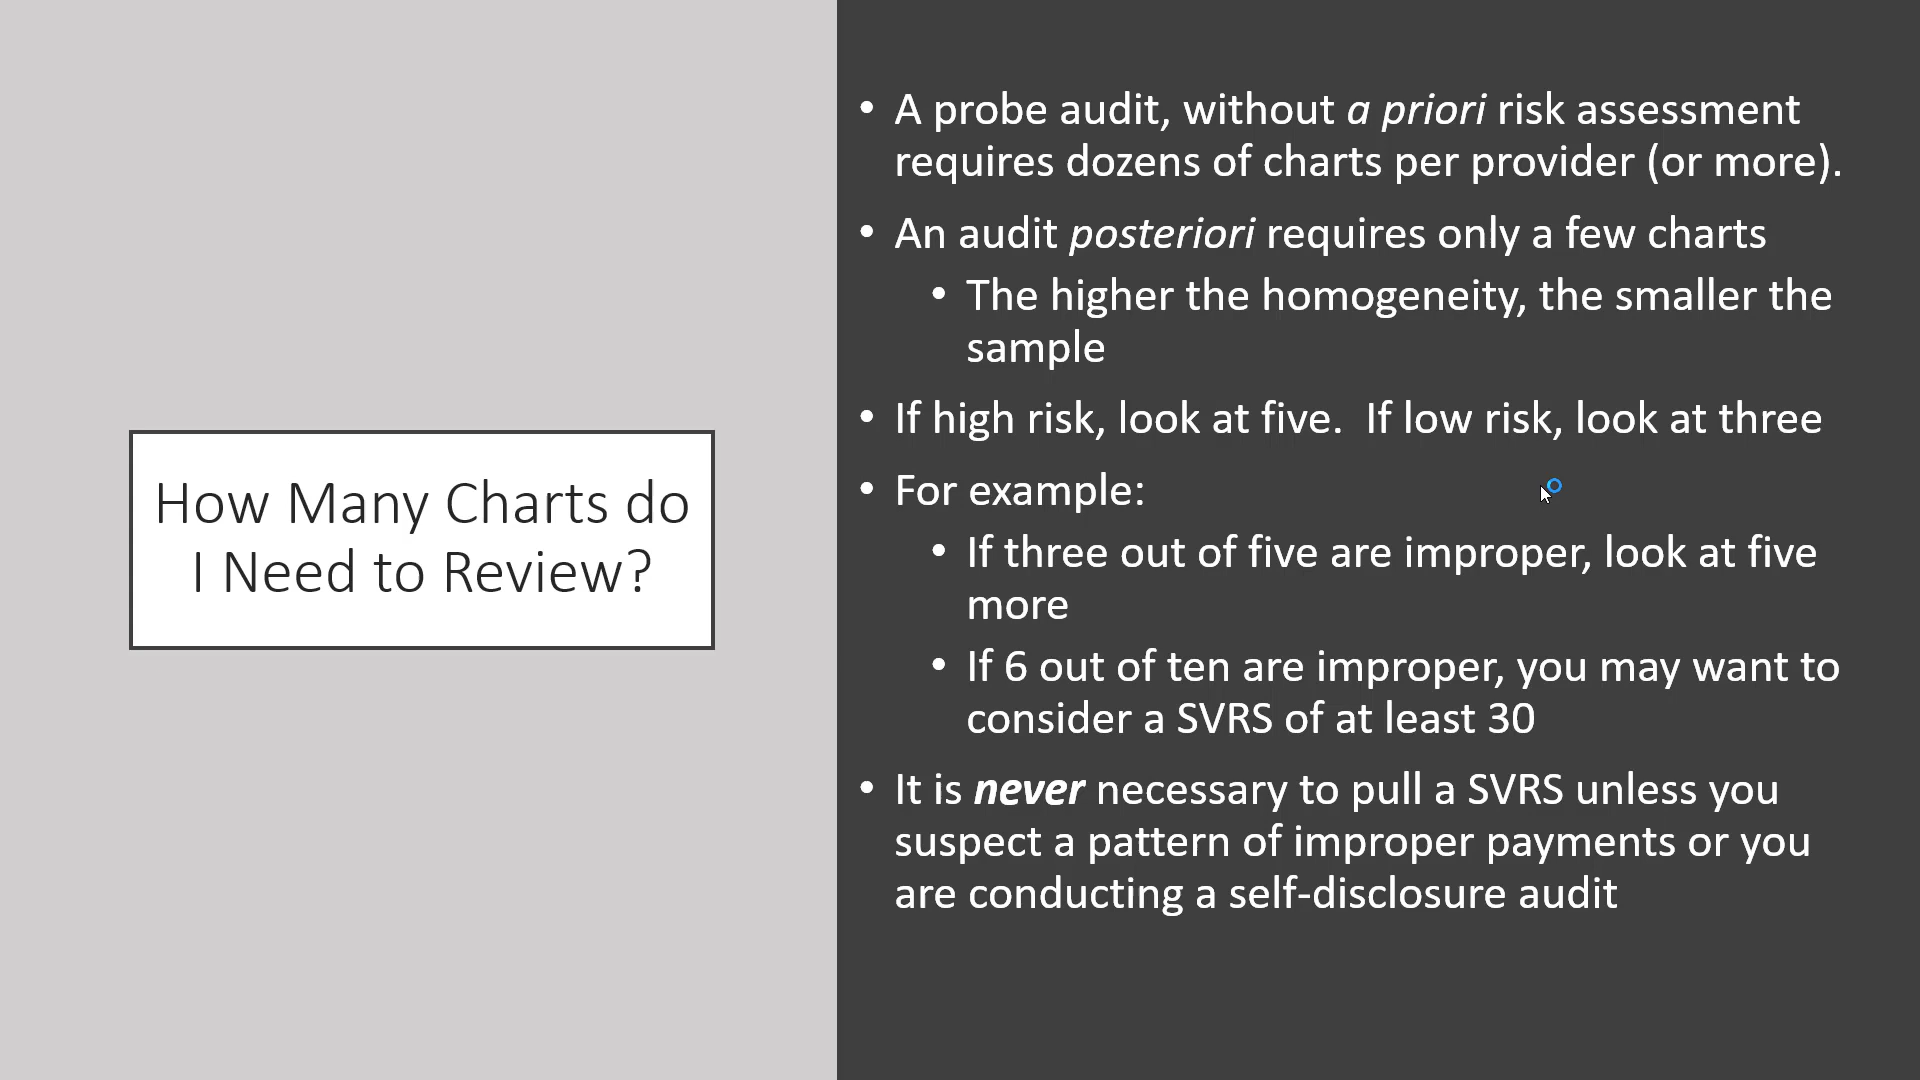 How Many Charts do
I Need to Review?
• A probe audit, without a priori risk assessment
requires dozens of charts per provider (or more).
• An audit posteriori requires only a few charts
• The higher the homogeneity, the smaller the
sample
• If high risk, look at five.  If low risk, look at three
• For example:
• If three out of five are improper, look at five
more
• If 6 out of ten are improper, you may want to
consider a SVRS of at least 30
• It is never necessary to pull a SVRS unless you
suspect a pattern of improper payments or you
are conducting a self-disclosure audit